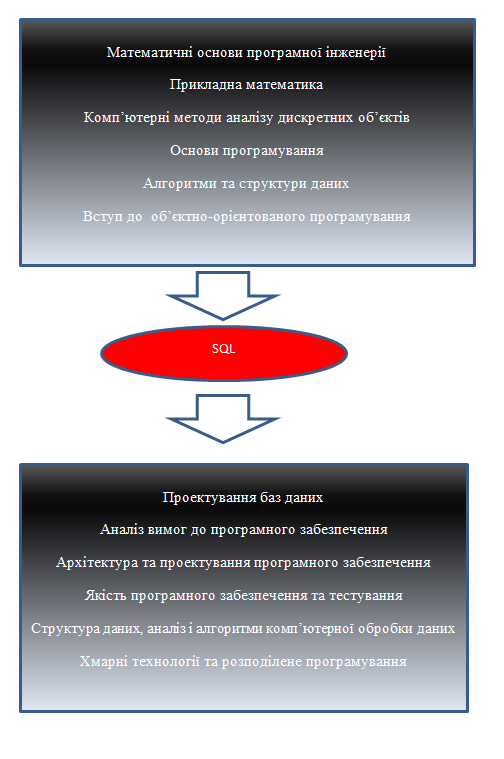 Математичні основи програмної інженерії
Прикладна математика
Комп’ютерні методи аналізу дискретних об’єктів
Основи програмування
Алгоритми та структури даних
Вступ до об’єктно-орієнтованого програмування
SQL
Проектування баз даних
Аналіз вимог до програмного забезпечення
Архітектура та проектування програмного забезпечення
Якість програмного забезпечення та тестування
Структура даних, аналіз і алгоритми комп’ютерної обробки даних
Хмарні технології та розподілене програмування